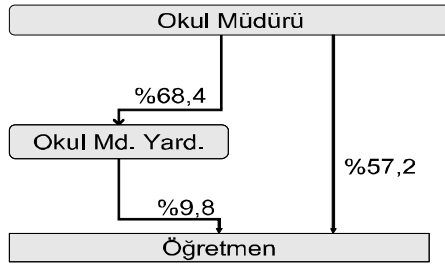 Okul Müdürü
%68,4
Okul Md. Yard.
%57,2
%9,8
Öğretmen